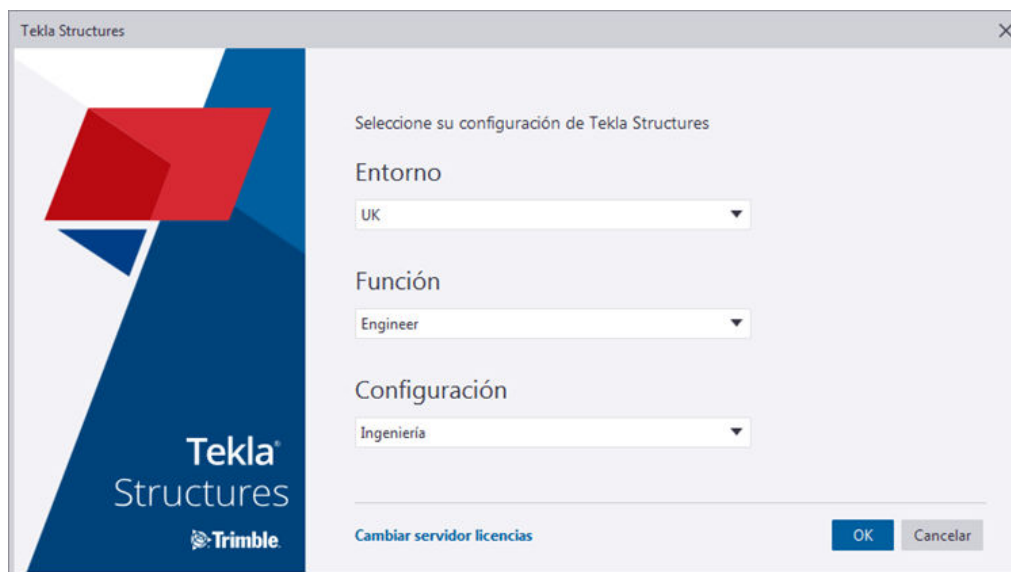 Tekla Structures
Seleccione su configuración de Tekla Structures
Entorno
UK
Función
Engineer
Configuración
Ingeniería
Tekla®
Structures
Trimble.
Cambiar servidor licencias
OK
Cancelar